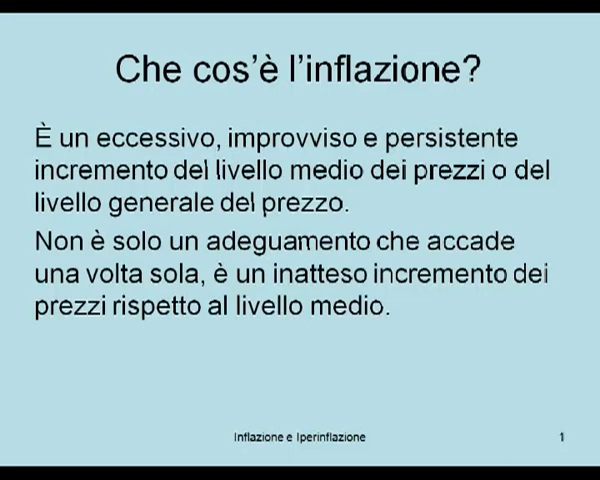 Che cos’è l’inflazione?
È un eccessivo, improvviso e persistente
incremento del livello medio dei prezzi o del
livello generale del prezzo.
Non è solo un adeguamento che accade
una volta sola, è un inatteso incremento dei
prezzi rispetto al livello medio.
Inflazione e Iperinflazione
1